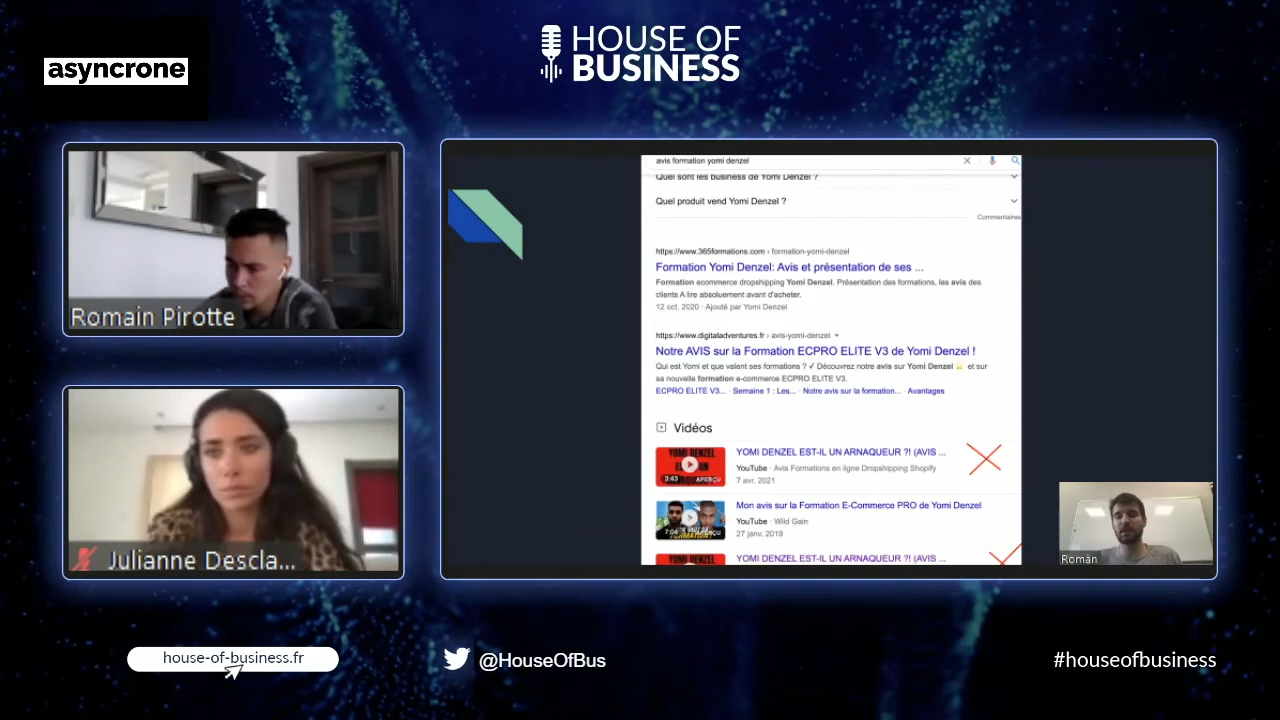 asyncrone
HOUSE OF
BUSINESS
Romain Pirotte
Julianne Descla...
avis formation yomi denzel
Quel sont les business de Yomi Denzel ?
Quel produit vend Yomi Denzel ?
Commentaires
https://www.365formations.com › formation-yomi-denzel
Formation Yomi Denzel: Avis et présentation de ses ...
Formation ecommerce dropshipping Yomi Denzel. Présentation des formations, les avis des
clients A lire absolument avant d'acheter.
12 oct. 2020 · Ajouté par Yomi Denzel
https://www.digitaladventures.fr › avis-yomi-denzel
Notre AVIS sur la Formation ECPRO ELITE V3 de Yomi Denzel !
Qui est Yomi et que valent ses formations ? ✓ Découvrez notre avis sur Yomi Denzel ⭐ et sur
sa nouvelle formation e-commerce ECPRO ELITE V3.
ECPRO ELITE V3... · Semaine 1 : Les... · Notre avis sur la formation... · Avantages
Vidéos
YOMI DENZEL
3:43 APERÇU
YOMI DENZEL EST-IL UN ARNAQUEUR ?! (AVIS ...
YouTube · Avis Formations en ligne Dropshipping Shopify
7 avr. 2021
Mon avis sur la Formation E-Commerce PRO de Yomi Denzel
YouTube · Wild Gain
27 janv. 2019
YOMI DENZEL
YOMI DENZEL EST-IL UN ARNAQUEUR ?! (AVIS ...
Roman
house-of-business.fr
@HouseOfBus
#houseofbusiness